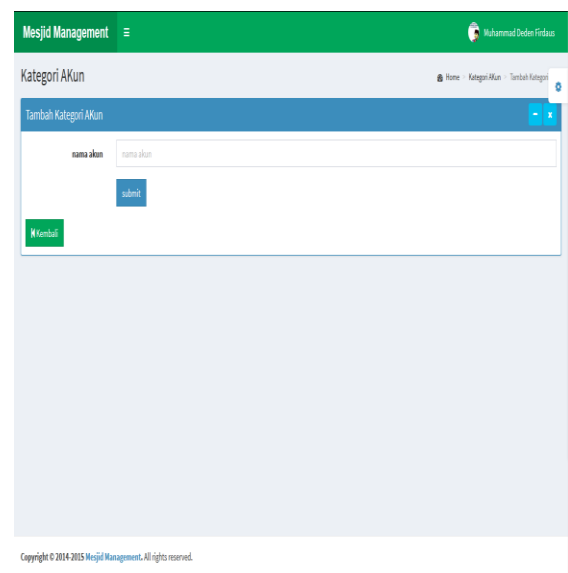 Mesjid Management
Muhammad Deden Firdaus
Kategori AKun
Home > Kategori AKun > Tambah Kategori
Tambah Kategori AKun
- x
nama akun
nama akun
submit
Kembali
Copyright © 2014-2015 Mesjid Management. All rights reserved.